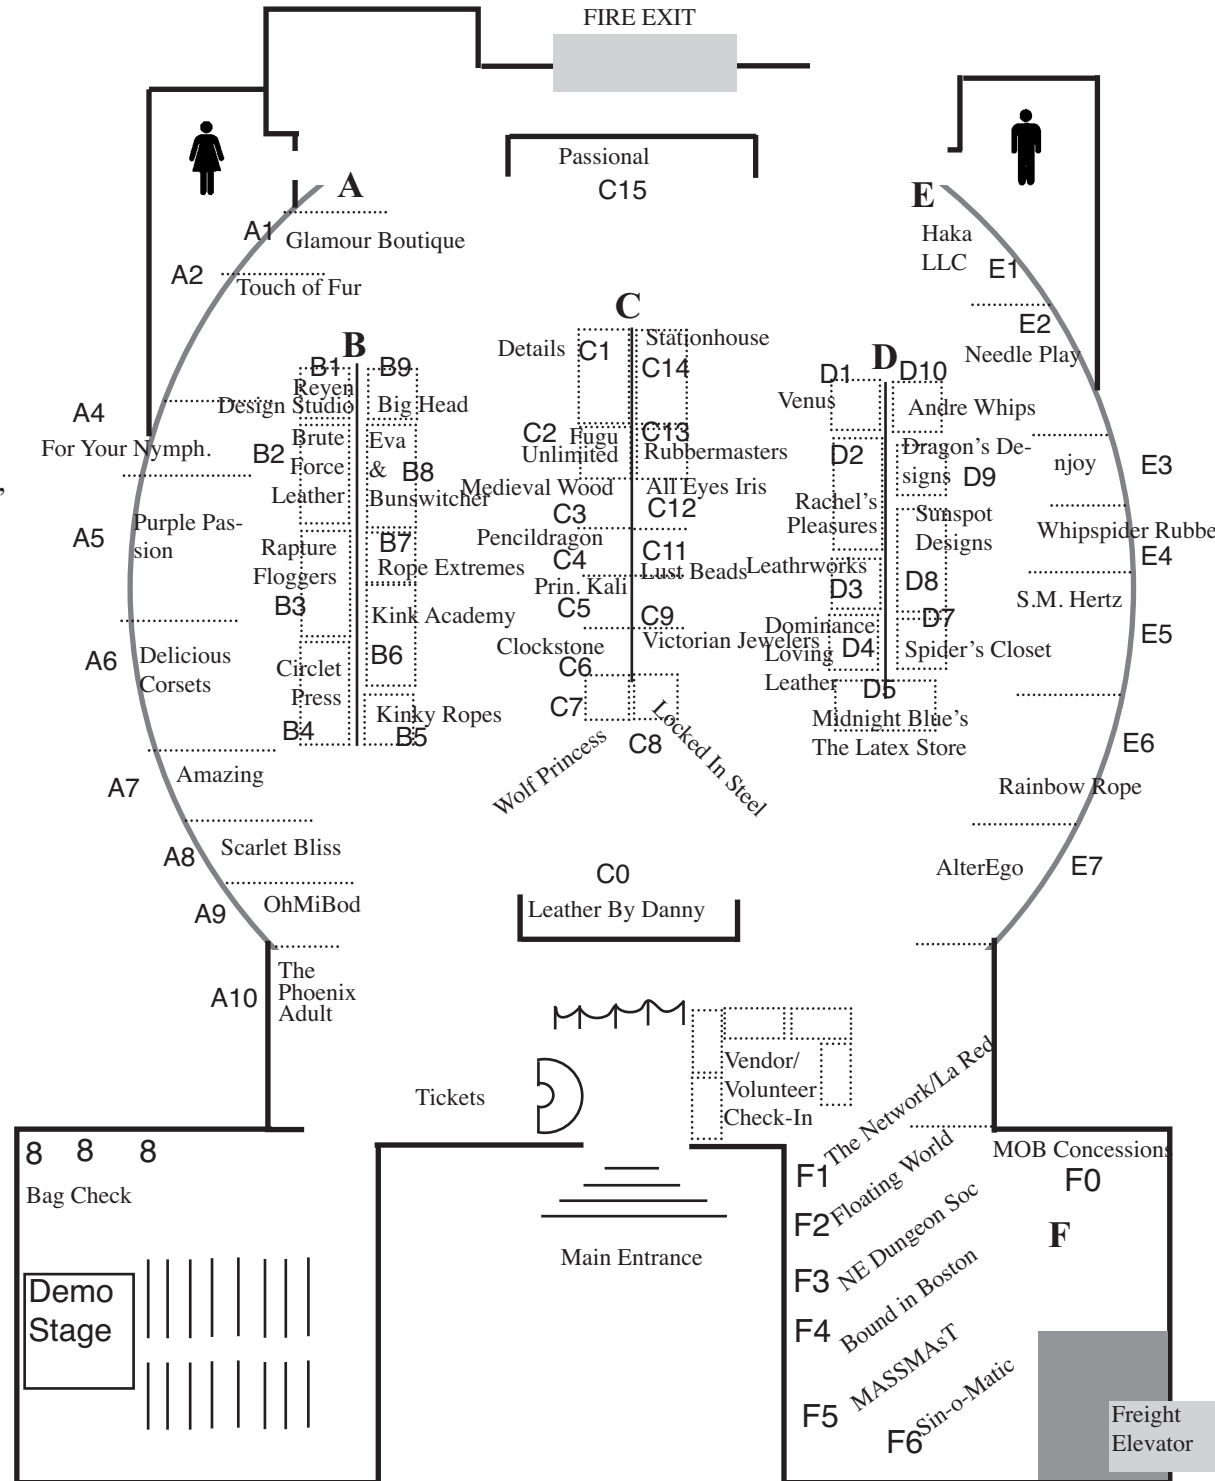 FIRE EXIT
Passional
C15
A
E
A1
Glamour Boutique
Haka
LLC
E1
A2
Touch of Fur
C
E2
Needle Play
B
D
Details
C1
Stationhouse
C14
B1
B9
D1
D10
Reyen
Design Studio
Big Head
Venus
Andre Whips
A4
For Your Nymph.
B2
Brute
Force
Leather
Eva
&
Bunswitcher
B8
C2
Fugu
Unlimited
C13
Rubbermasters
D2
Rachel's
Pleasures
Dragon's De-
signs
D9
njoy
E3
,
A5
Purple Pas-
sion
Medieval Wood
C3
All Eyes Iris
C12
Sunspot
Designs
D8
Whipspider Rubbe
E4
B7
Rope Extremes
Rapture
Floggers
B3
Pencildragon
C4
C11
Lust Beads
Leathrworks
D3
S.M. Hertz
E5
Prin. Kali
C5
C9
Victorian Jewelers
Kink Academy
B6
Dominance
Loving
Leather
D4
D7
Spider's Closet
A6
Delicious
Corsets
Circlet
Press
B4
Clockstone
C6
D5
Midnight Blue's
The Latex Store
Kinky Ropes
B5
C7
Wolf Princess
C8
Locked In Steel
E6
Rainbow Rope
A7
Amazing
A8
Scarlet Bliss
C0
Leather By Danny
AlterEgo
E7
A9
OhMiBod
A10
The
Phoenix
Adult
Tickets
Vendor/
Volunteer
Check-In
8 8 8
Bag Check
Main Entrance
F1
The Network/La Red
MOB Concessions
F0
F2
Floating World
F
F3
NE Dungeon Soc
F4
Bound in Boston
Demo
Stage
F5
MASSMAsT
F6
Sin-o-Matic
Freight
Elevator